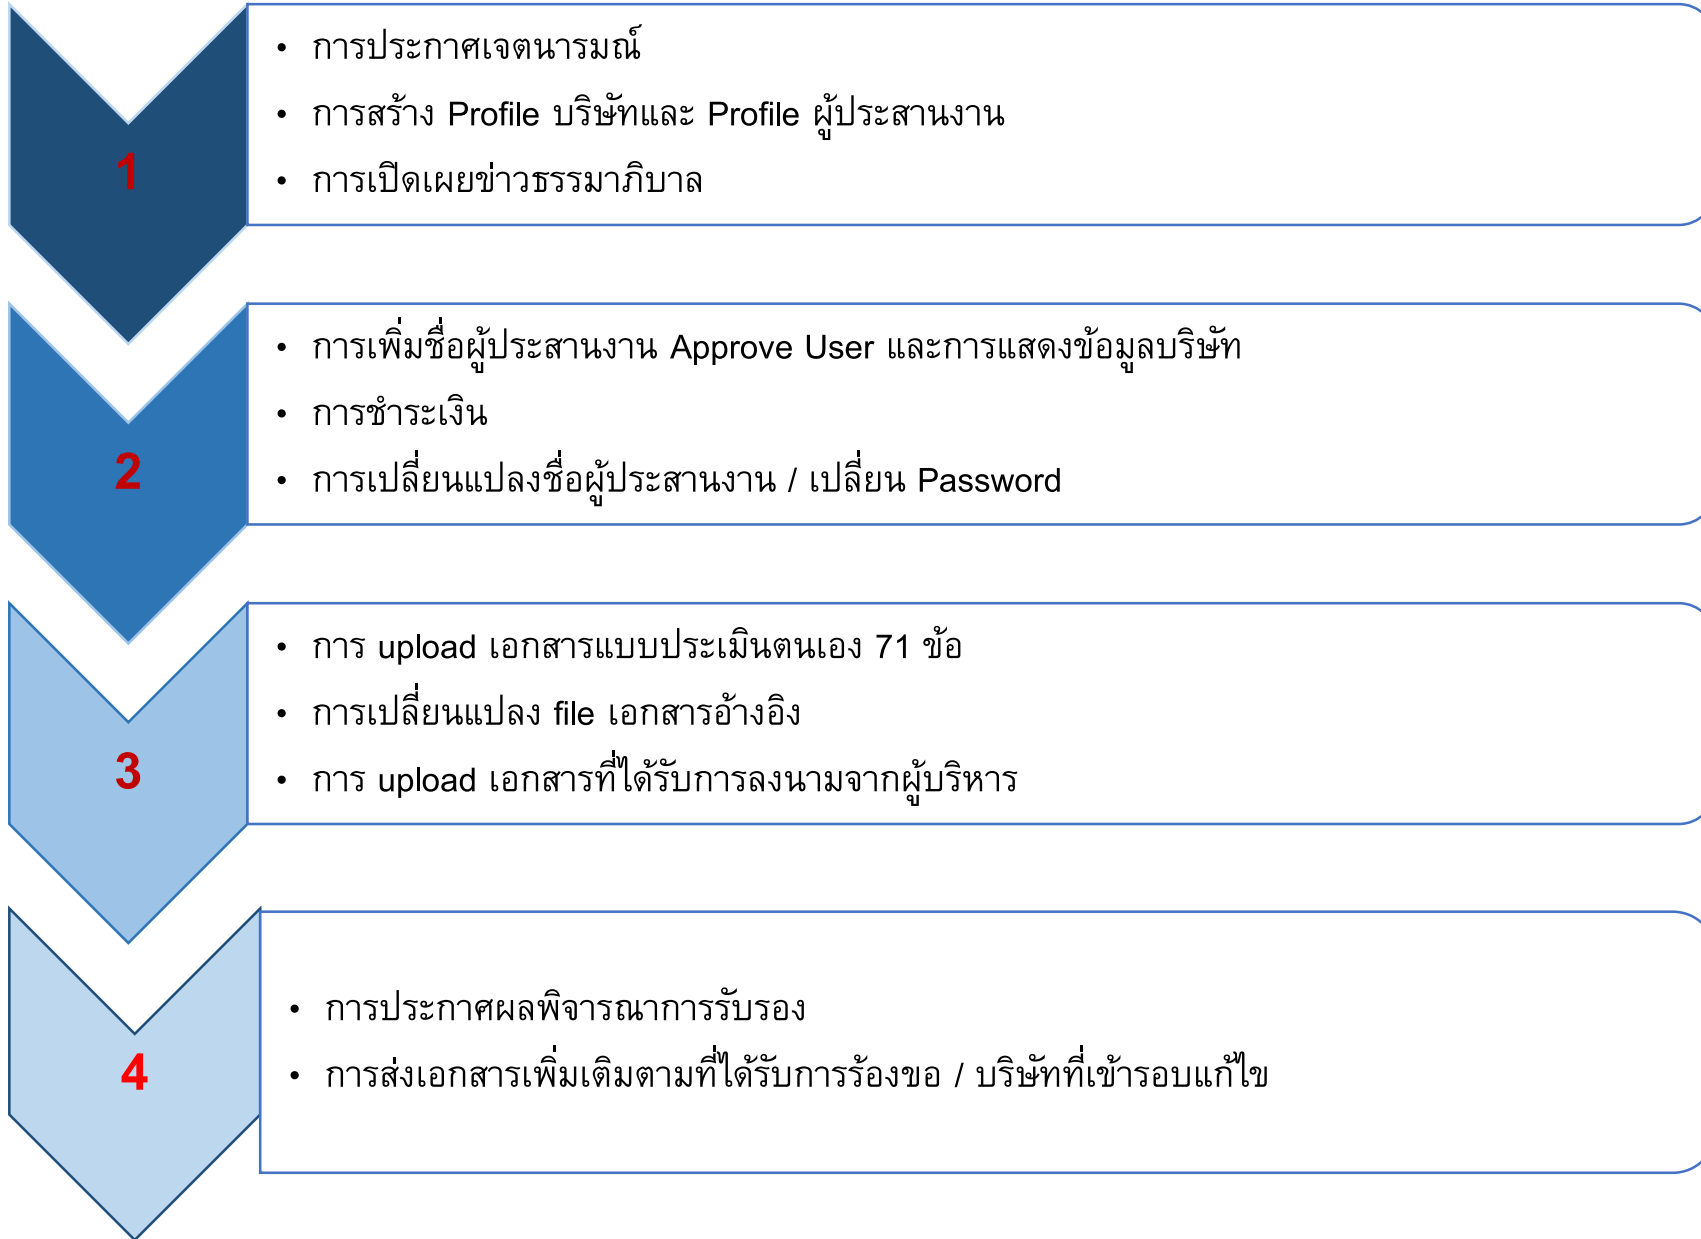 1
• การประกาศเจตนารมณ์
• การสร้าง Profile บริษัทและ Profile ผู้ประสานงาน
• การเปิดเผยข่าวธรรมาภิบาล
2
• การเพิ่มชื่อผู้ประสานงาน Approve User และการแสดงข้อมูลบริษัท
• การชำระเงิน
• การเปลี่ยนแปลงชื่อผู้ประสานงาน / เปลี่ยน Password
3
• การ upload เอกสารแบบประเมินตนเอง 71 ข้อ
• การเปลี่ยนแปลง file เอกสารอ้างอิง
• การ upload เอกสารที่ได้รับการลงนามจากผู้บริหาร
4
• การประกาศผลพิจารณาการรับรอง
• การส่งเอกสารเพิ่มเติมตามที่ได้รับการร้องขอ / บริษัทที่เข้ารอบแก้ไข